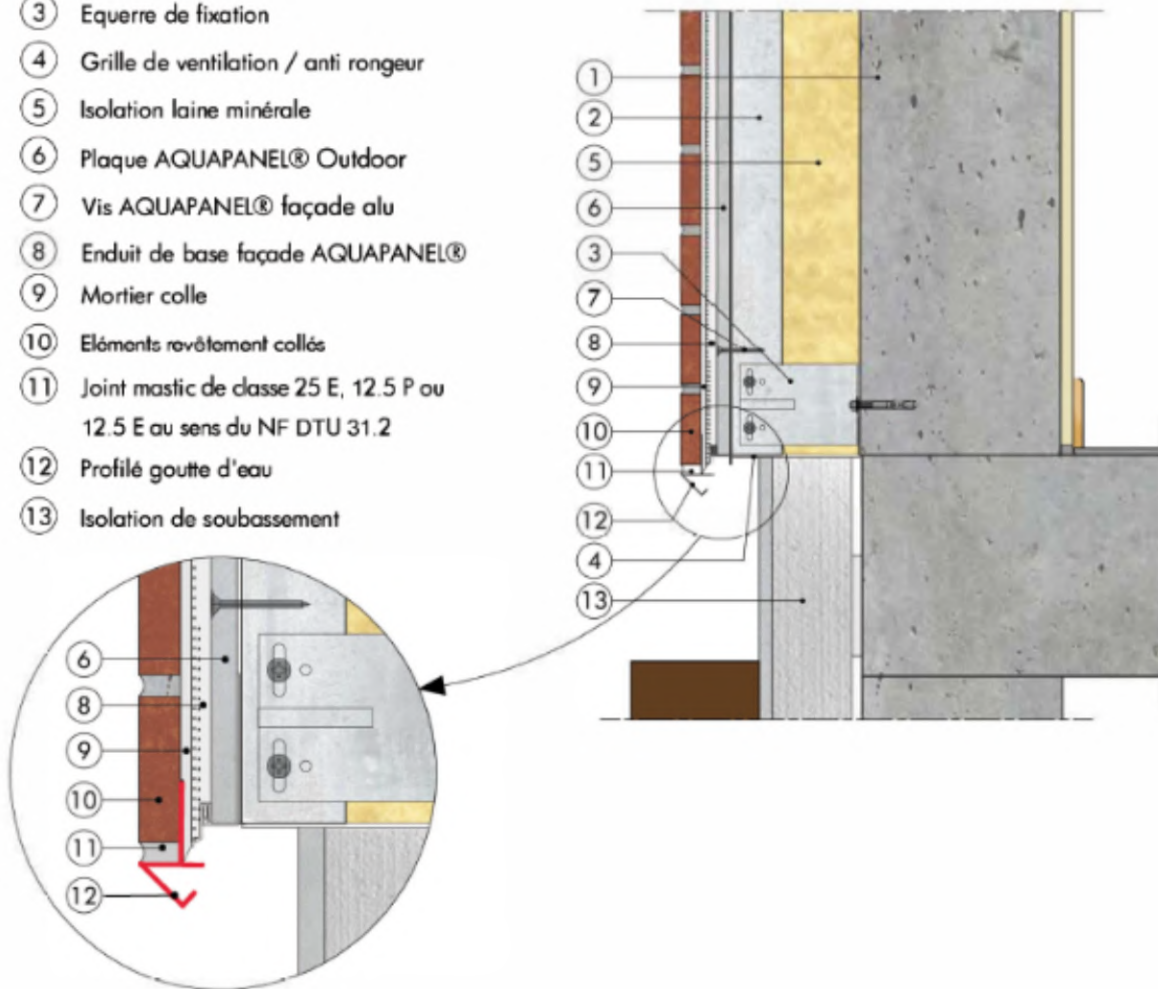 3 Equerre de fixation
4 Grille de ventilation / anti rongeur
5 Isolation laine minérale
6 Plaque AQUAPANEL® Outdoor
7 Vis AQUAPANEL® façade alu
8 Enduit de base façade AQUAPANEL®
9 Mortier colle
10 Eléments revêtement collés
11 Joint mastic de classe 25 E, 12.5 P ou
12.5 E au sens du NF DTU 31.2
12 Profilé goutte d'eau
13 Isolation de soubassement
1
2
5
6
3
7
8
9
10
11
12
4
13
6
8
9
10
11
12